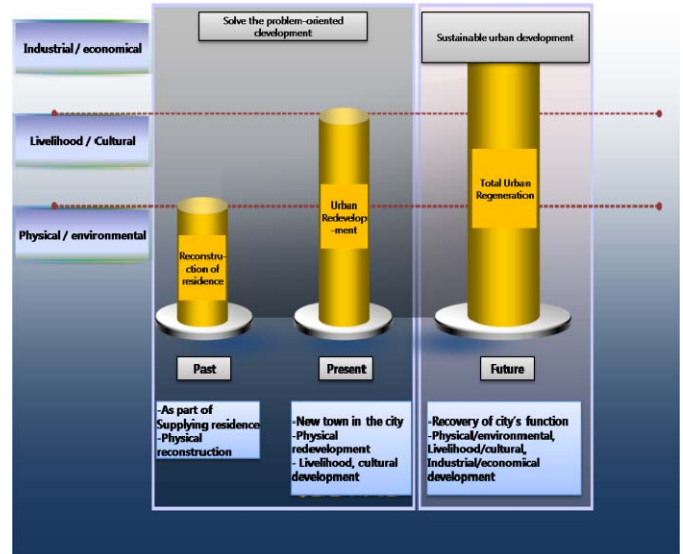 Solve the problem-oriented
clevelopment
Sustainable urban development
Industrial / economical
Livelihood / Cultural
Physical / environmental
Reconstru-
ction of
residence
Urban
Redevelop
-ment
Total Urban
Regeneration
Past
Present
Future
-As part of
Supplying residence
-Physical
reconstruction
-New town in the city
-Physical
redevelopment
- Livelihood, cultural
development
-Recovery of city's function
-Physical/environmental,
Livelihood/cultural,
Industrial/economical
development